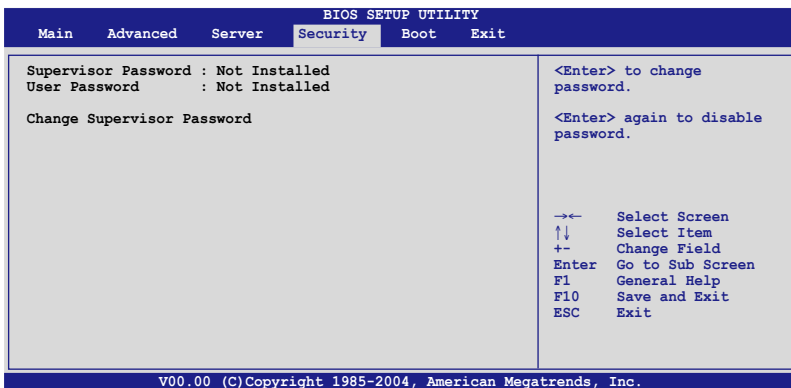 BIOS SETUP UTILITY
Main Advanced Server Security Boot Exit
Supervisor Password : Not Installed
User Password : Not Installed
Change Supervisor Password
<Enter> to change
password.
<Enter> again to disable
password.
→← Select Screen
↑↓ Select Item
+- Change Field
Enter Go to Sub Screen
F1 General Help
F10 Save and Exit
ESC Exit
V00.00 (C)Copyright 1985-2004, American Megatrends, Inc.